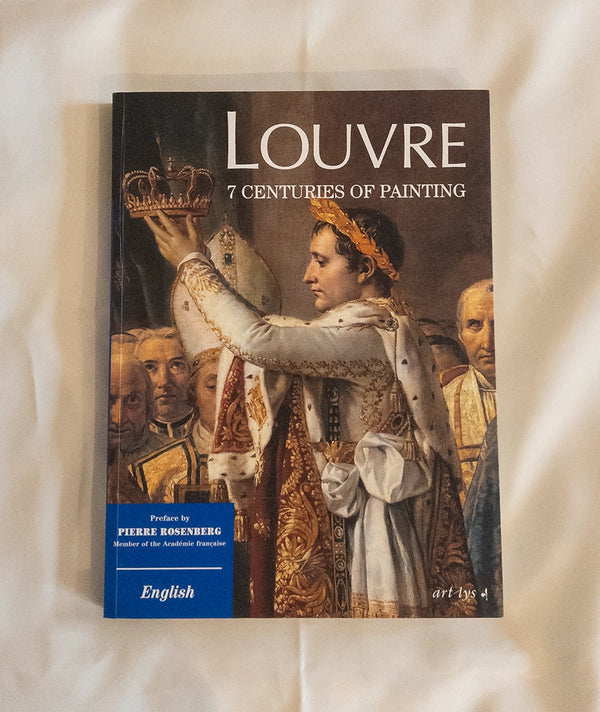 LOUVRE
7 CENTURIES OF PAINTING
Preface by
PIERRE ROSENBERG
Member of the Académie française
English
art lys